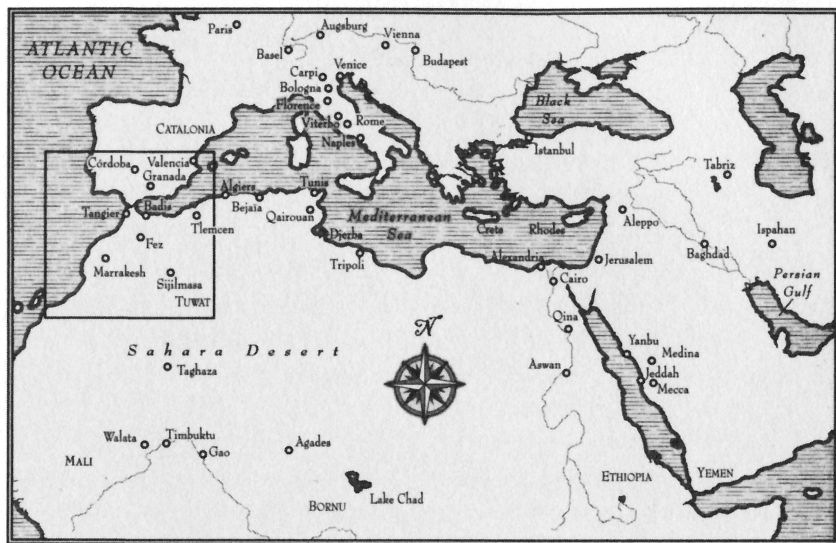 Paris
Augsburg
Vienna
ATLANTIC
OCEAN
Basel
Budapest
Carpi
Venice
Bologna
Florence
Viterbo
Rome
Naples
Black
Sea
Istanbul
CATALONIA
Córdoba
Valencia
Granada
Algiers
Tunis
Tabriz
Tangier
Badis
Bejaïa
Qairouan
Mediterranean
Sea
Crete
Rhodes
Aleppo
Tlemcen
Djerba
Fez
Tripoli
Alexandria
Jerusalem
Baghdad
Ispahan
Marrakesh
Sijilmasa
TUWAT
Cairo
Persian
Gulf
Qina
N
Sahara Desert
Taghaza
Aswan
Yanbu
Medina
Jeddah
Mecca
Walata
Timbuktu
Gao
Agades
MALI
BORNU
Lake Chad
ETHIOPIA
YEMEN